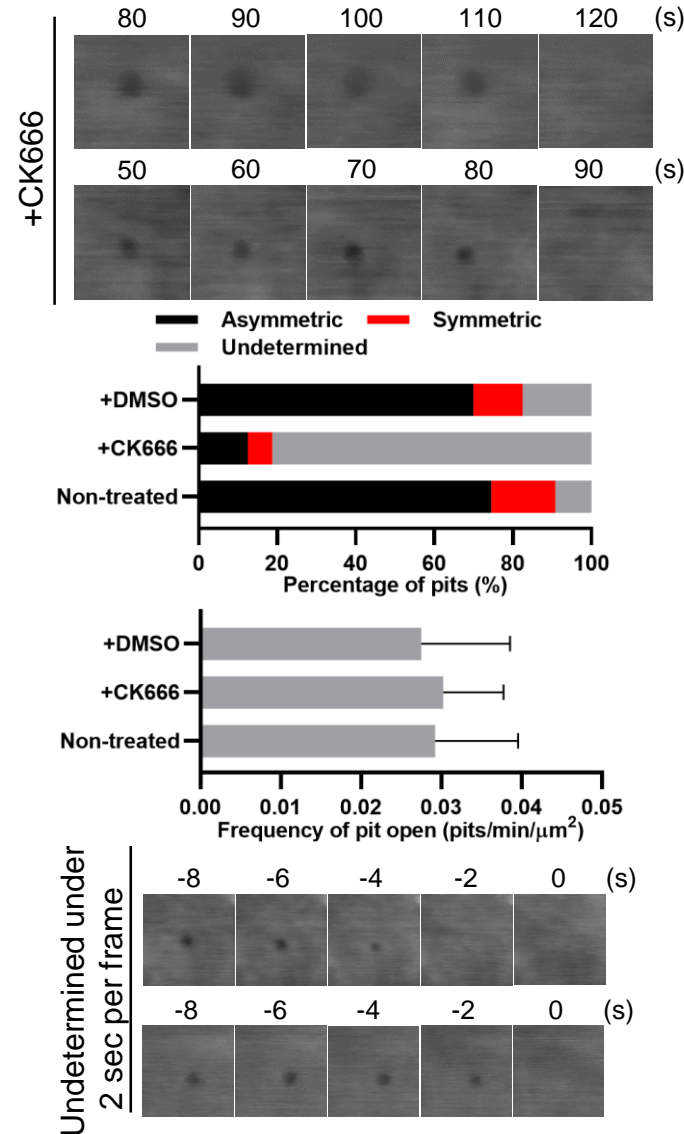 80 90 100 110 120 (s)
+CK666
50 60 70 80 90 (s)
Asymmetric Symmetric
Undetermined
+DMSO
+CK666
Non-treated
0 20 40 60 80 100
Percentage of pits (%)
+DMSO
+CK666
Non-treated
0.00 0.01 0.02 0.03 0.04 0.05
Frequency of pit open (pits/min/μm²)
Undetermined under
2 sec per frame
-8 -6 -4 -2 0 (s)
-8 -6 -4 -2 0 (s)